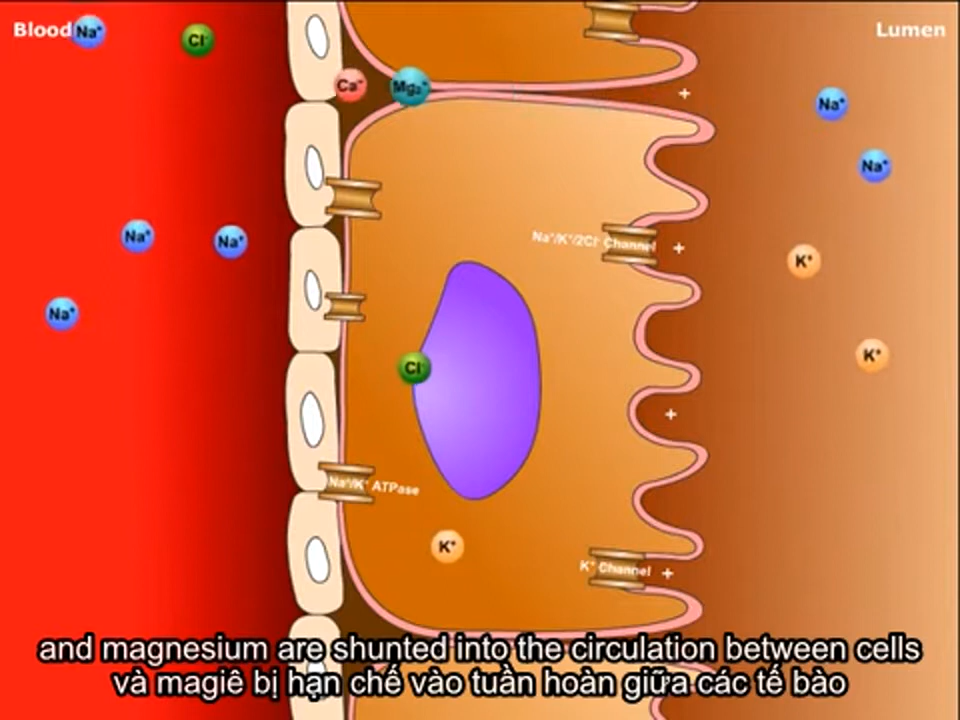 Blood
Lumen
Na⁺
Cl⁻
Ca⁺
Mg₂⁺
Na⁺
Na⁺
Na⁺
Na⁺
Na⁺/K⁺/2Cl⁻ Channel
K⁺
Na⁺
K⁺
Cl⁻
Na⁺/K⁺ ATPase
K⁺
K⁺ Channel
+
+
+
+
and magnesium are shunted into the circulation between cells
và magiê bị hạn chế vào tuần hoàn giữa các tế bào